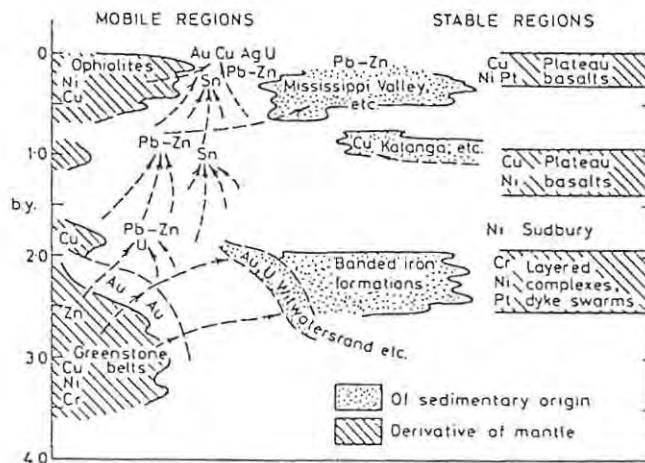 MOBILE REGIONS
STABLE REGIONS
0
Ophiolites
Ni
Cu
Au Cu Ag U
Pb-Zn
Sn
Pb-Zn
Mississippi Valley,
etc
Cu Plateau
Ni Pt basalts
1·0
Pb-Zn
Sn
Cu Katanga, etc.
Cu Plateau
Ni basalts
b.y.
Ni Sudbury
Cu
Pb-Zn
U
2·0
Au
Au
Zn
Au U Witwatersrand etc.
Banded iron
formations
Cr Layered
Ni complexes,
Pt dyke swarms
3·0
Greenstone
belts
Cu
Ni
Cr
Of sedimentary origin
Derivative of mantle
4·0